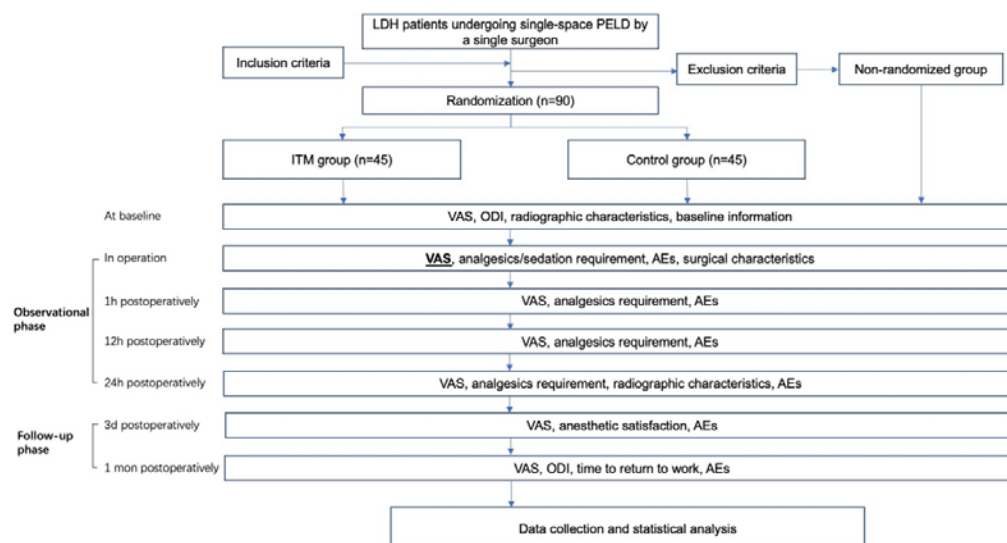 LDH patients undergoing single-space PELD by
a single surgeon
Inclusion criteria
Exclusion criteria
Non-randomized group
Randomization (n=90)
ITM group (n=45)
Control group (n=45)
At baseline
VAS, ODI, radiographic characteristics, baseline information
In operation
VAS, analgesics/sedation requirement, AEs, surgical characteristics
Observational
phase
1h postoperatively
VAS, analgesics requirement, AEs
12h postoperatively
VAS, analgesics requirement, AEs
24h postoperatively
VAS, analgesics requirement, radiographic characteristics, AEs
Follow-up
phase
3d postoperatively
VAS, anesthetic satisfaction, AEs
1 mon postoperatively
VAS, ODI, time to return to work, AEs
Data collection and statistical analysis